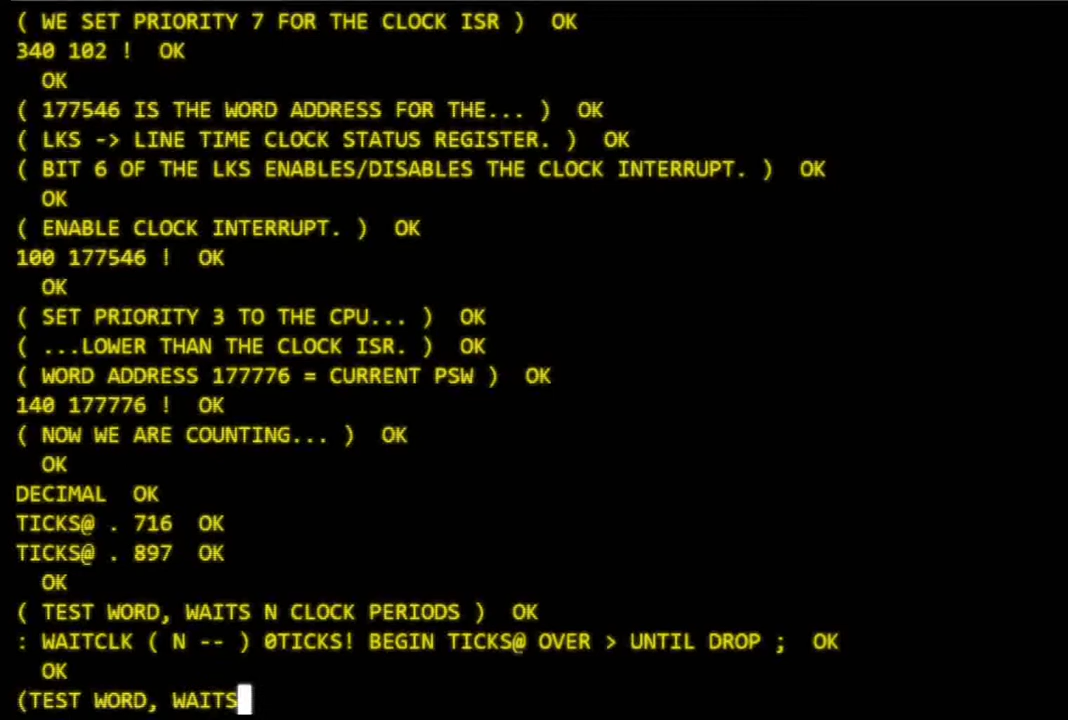 ( WE SET PRIORITY 7 FOR THE CLOCK ISR )  OK
340 102 !  OK
OK
( 177546 IS THE WORD ADDRESS FOR THE... )  OK
( LKS -> LINE TIME CLOCK STATUS REGISTER. )  OK
( BIT 6 OF THE LKS ENABLES/DISABLES THE CLOCK INTERRUPT. )  OK
OK
( ENABLE CLOCK INTERRUPT. )  OK
100 177546 !  OK
OK
( SET PRIORITY 3 TO THE CPU... )  OK
( ...LOWER THAN THE CLOCK ISR. )  OK
( WORD ADDRESS 177776 = CURRENT PSW )  OK
140 177776 !  OK
( NOW WE ARE COUNTING... )  OK
OK
DECIMAL  OK
TICKS@ . 716  OK
TICKS@ . 897  OK
OK
( TEST WORD, WAITS N CLOCK PERIODS )  OK
: WAITCLK ( N -- ) 0TICKS! BEGIN TICKS@ OVER > UNTIL DROP ;  OK
OK
(TEST WORD, WAITS